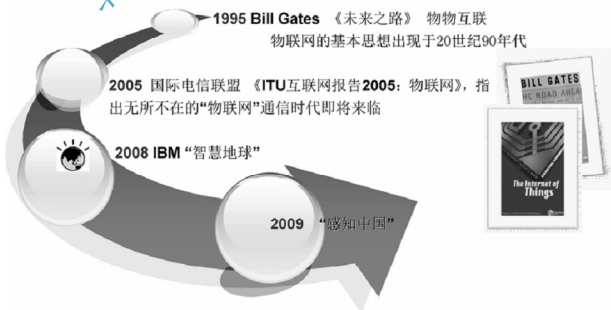 1995 Bill Gates 《未来之路》 物物互联
物联网的基本思想出现于20世纪90年代
2005 国际电信联盟 《ITU互联网报告2005：物联网》，指
出无所不在的“物联网”通信时代即将来临
2008 IBM “智慧地球”
2009 “感知中国”
BILL GATES
THE ROAD AHEAD
The Internet of
Things